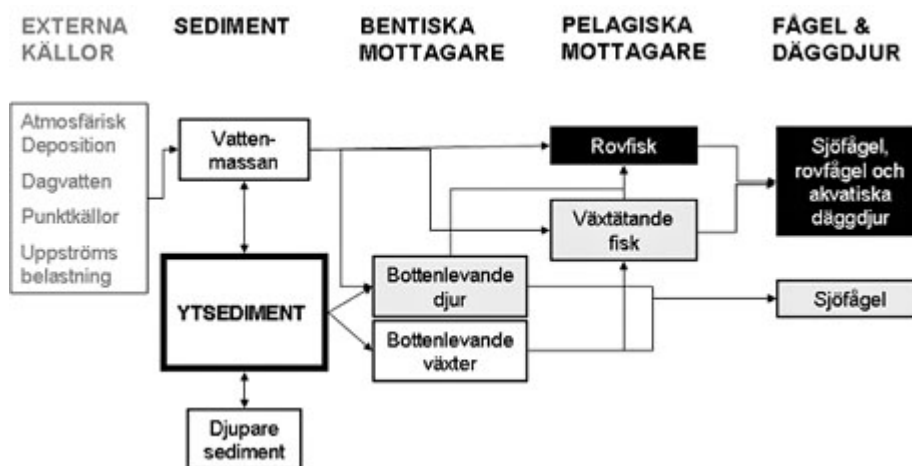 EXTERNA
KÄLLOR
SEDIMENT
BENTISKA
MOTTAGARE
PELAGISKA
MOTTAGARE
FÅGEL &
DÄGGDJUR
Atmosfärisk
Deposition
Dagvatten
Punktkällor
Uppströms
belastning
Vatten-
massan
YTSEDIMENT
Djupare
sediment
Bottenlevande
djur
Bottenlevande
växter
Rovfisk
Växtätande
fisk
Sjöfågel,
rovfågel och
akvatiska
däggdjur
Sjöfågel